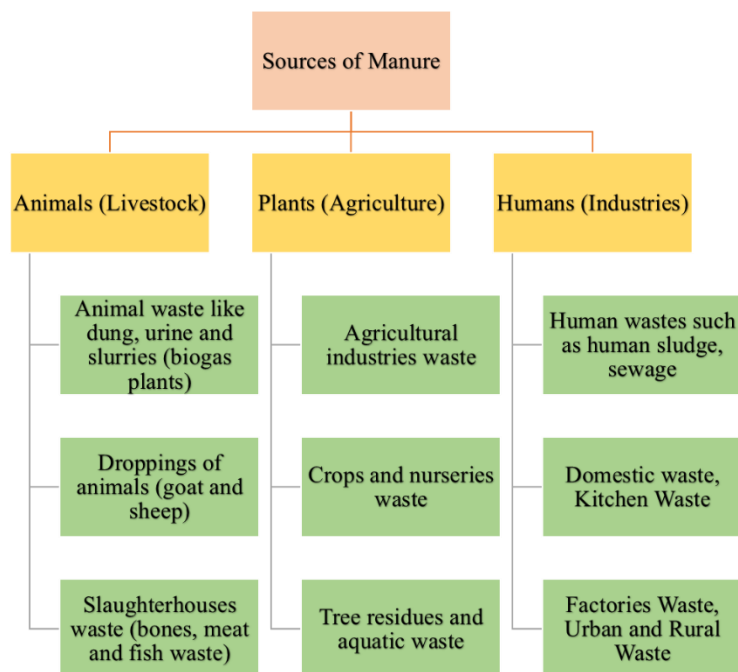 Sources of Manure
Animals (Livestock)
Animal waste like
dung, urine and
slurries (biogas
plants)
Droppings of
animals (goat and
sheep)
Slaughterhouses
waste (bones, meat
and fish waste)
Plants (Agriculture)
Agricultural
industries waste
Crops and nurseries
waste
Tree residues and
aquatic waste
Humans (Industries)
Human wastes such
as human sludge,
sewage
Domestic waste,
Kitchen Waste
Factories Waste,
Urban and Rural
Waste